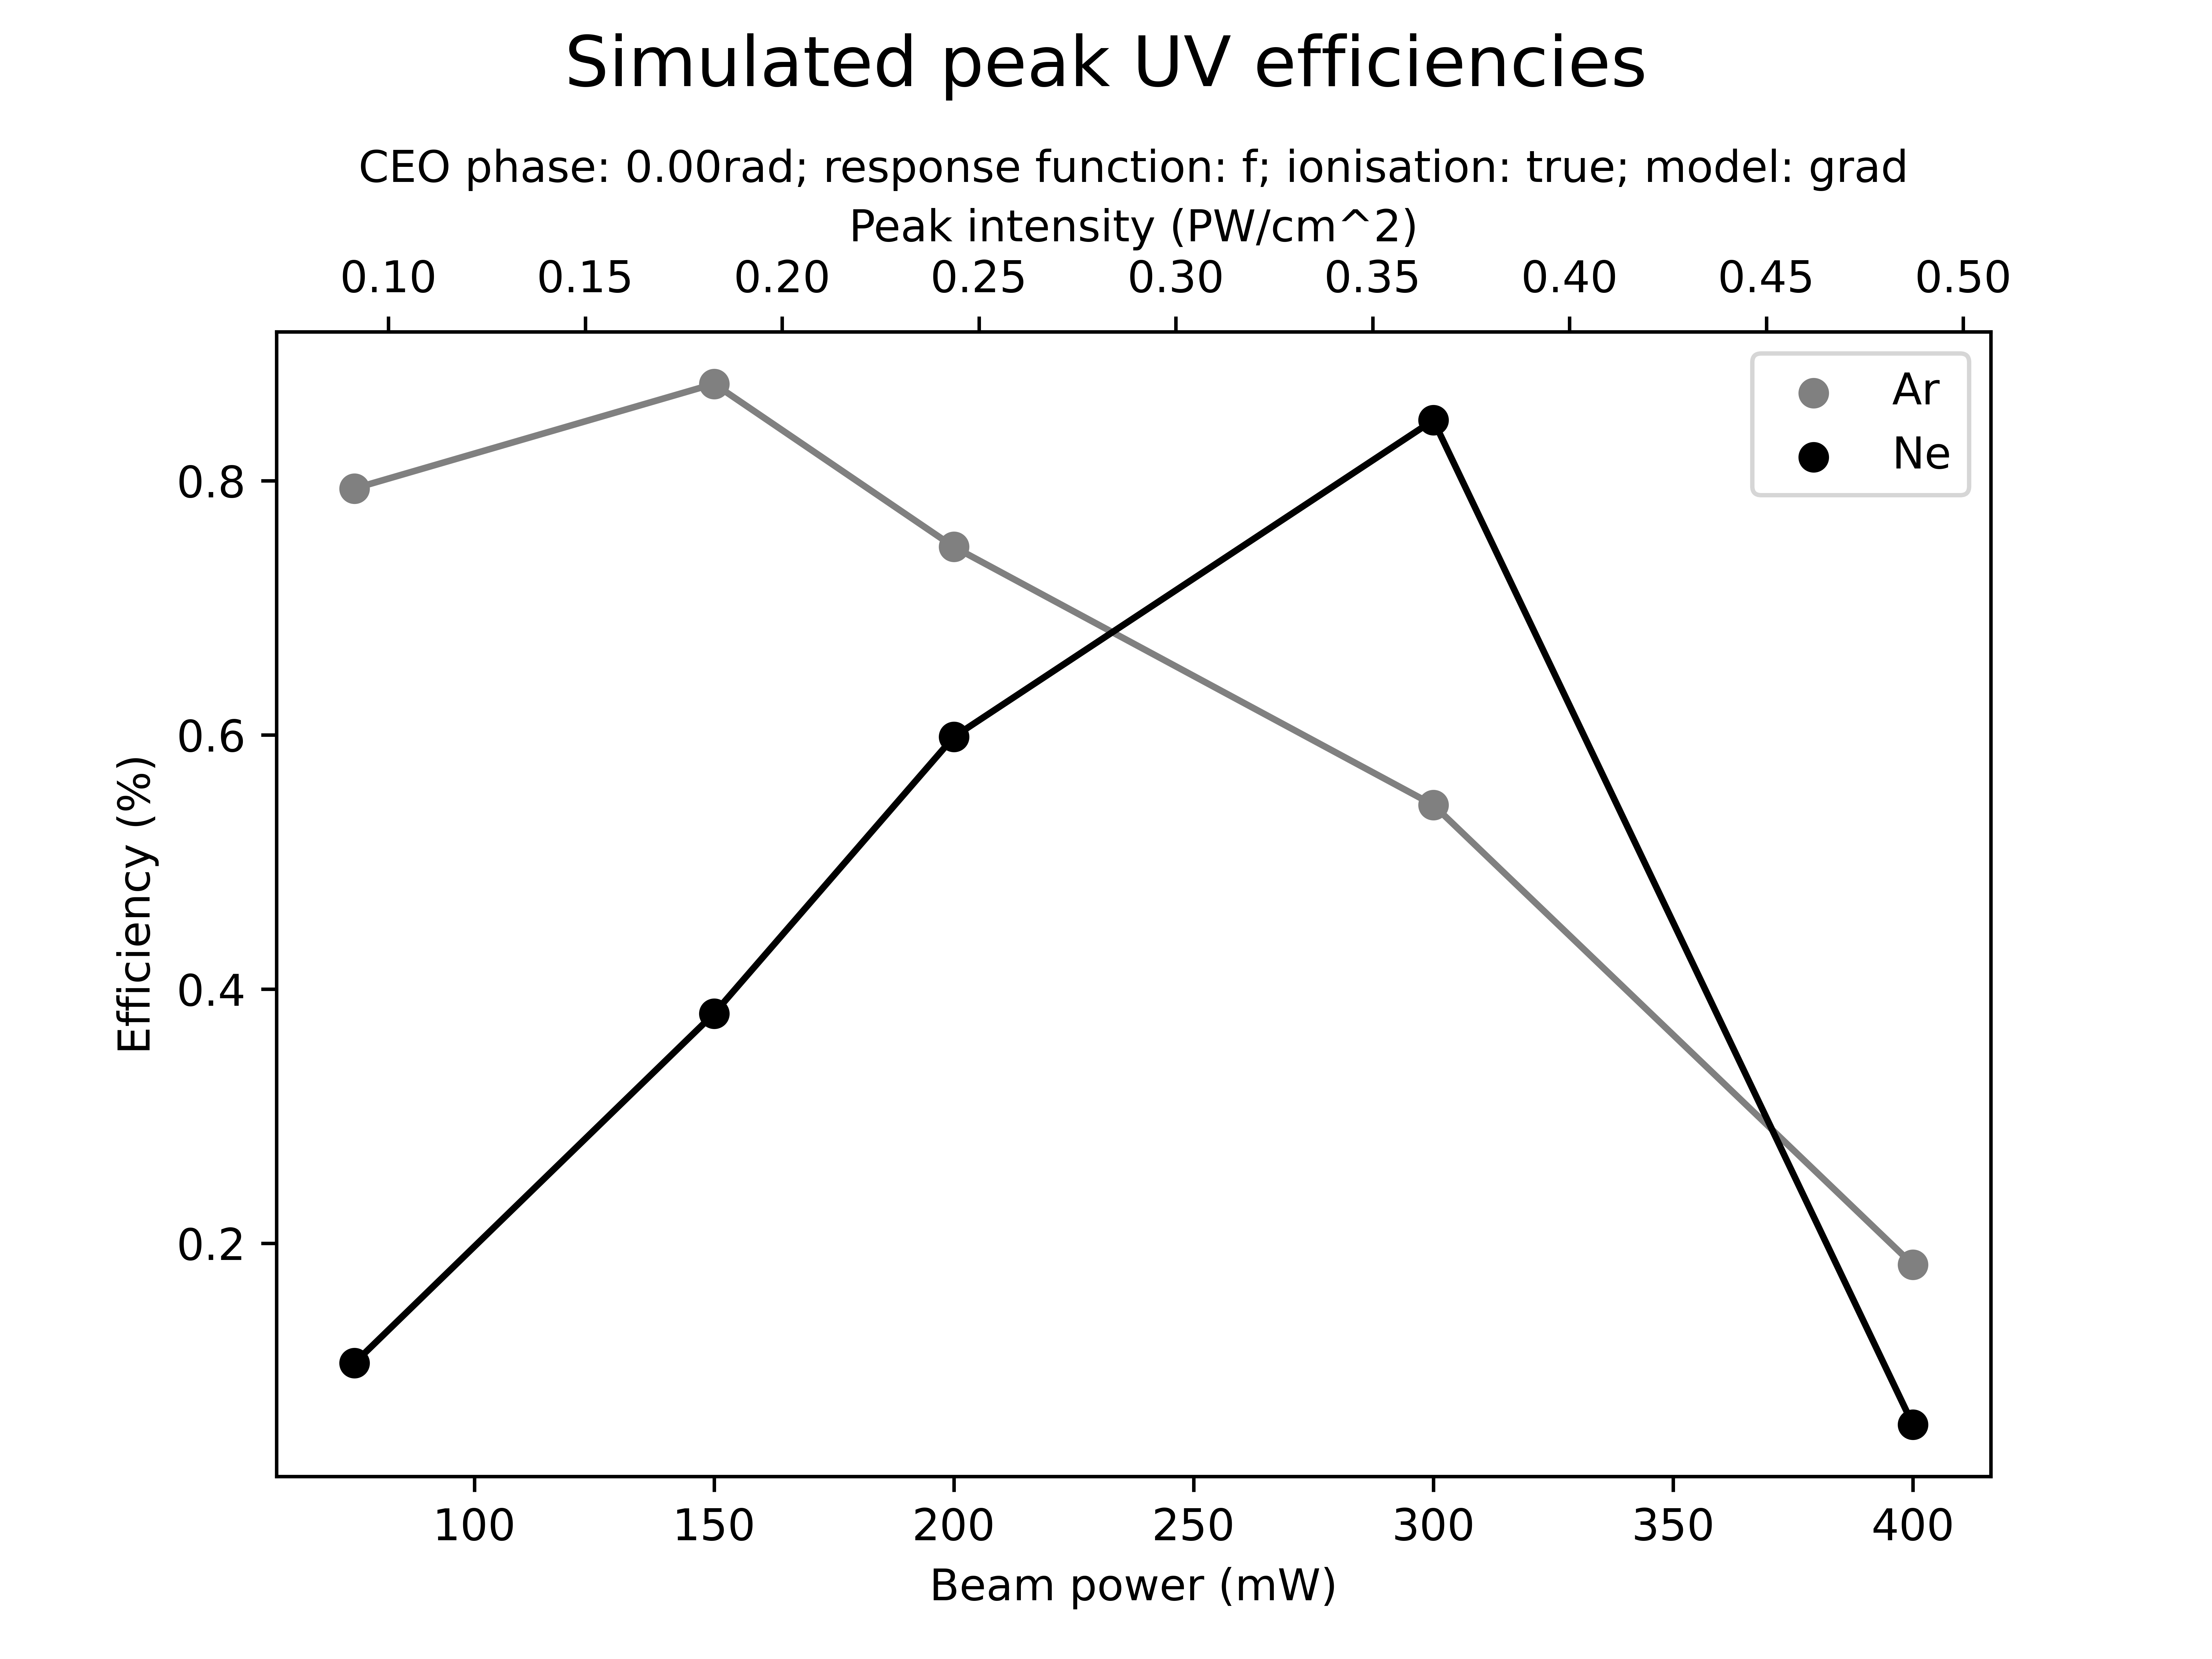 Simulated peak UV efficiencies
CEO phase: 0.00rad; response function: f; ionisation: true; model: grad
Peak intensity (PW/cm^2)
0.10 0.15 0.20 0.25 0.30 0.35 0.40 0.45 0.50
Ar
Ne
0.8
0.6
0.4
0.2
Efficiency (%)
100 150 200 250 300 350 400
Beam power (mW)